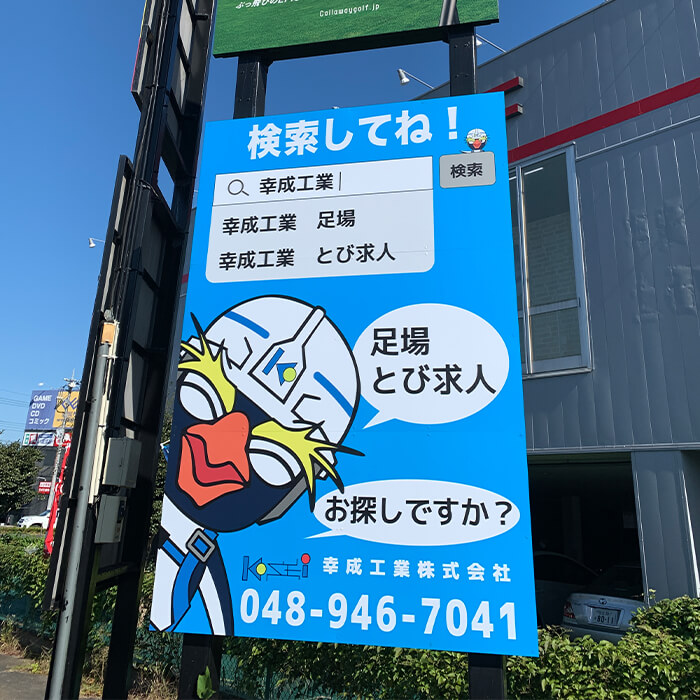 Callawaygolf.jp
検索してね！
幸成工業
検索
幸成工業 足場
幸成工業 とび求人
足場
とび求人
お探しですか？
幸成工業株式会社
048-946-7041
GAME
DVD
CD
コミック